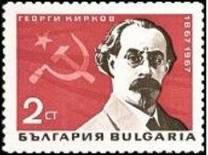 ГЕОРГИ КИРКОВ
1867-1967
2 СТ
БЪЛГАРИЯ BULGARIA